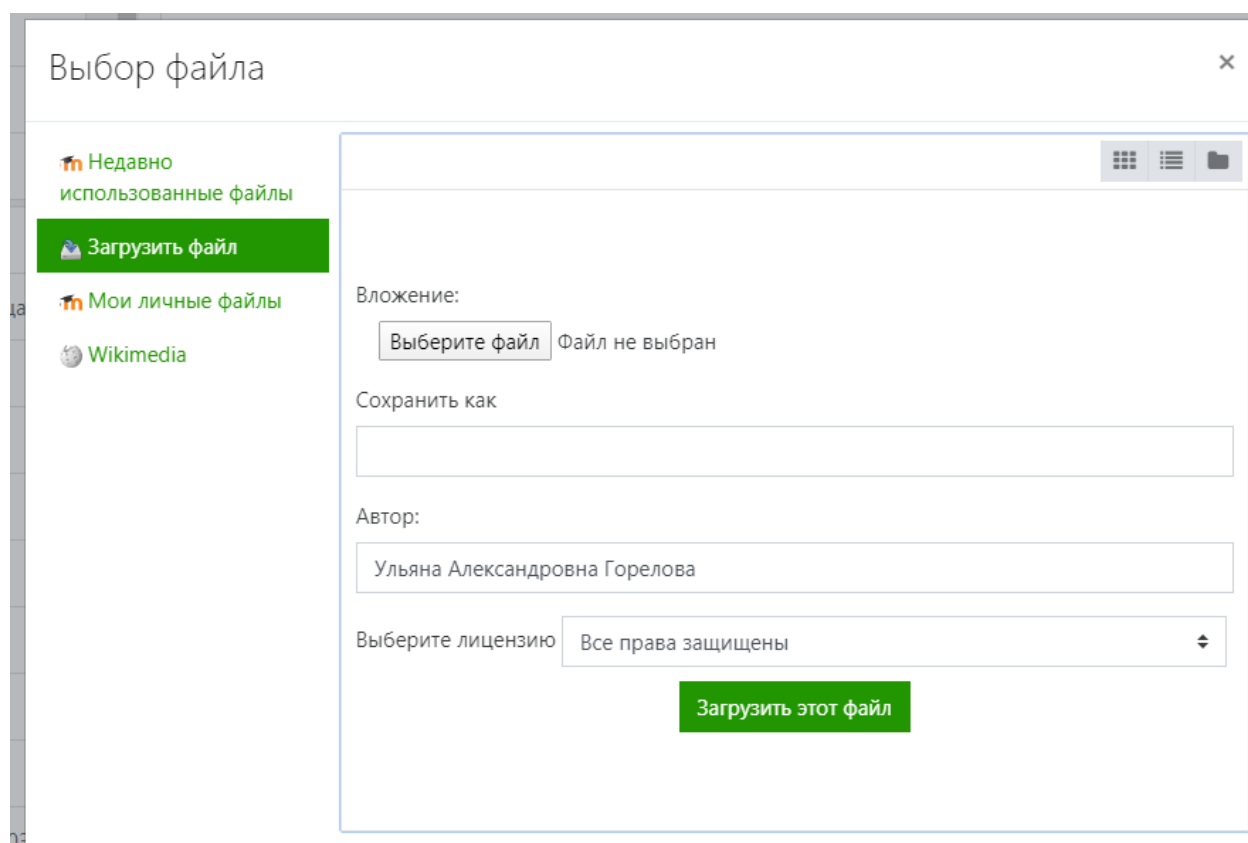 Выбор файла
×
Недавно
использованные файлы
Загрузить файл
Мои личные файлы
Wikimedia
Вложение:
Выберите файл Файл не выбран
Сохранить как
Автор:
Ульяна Александровна Горелова
Выберите лицензию Все права защищены
Загрузить этот файл